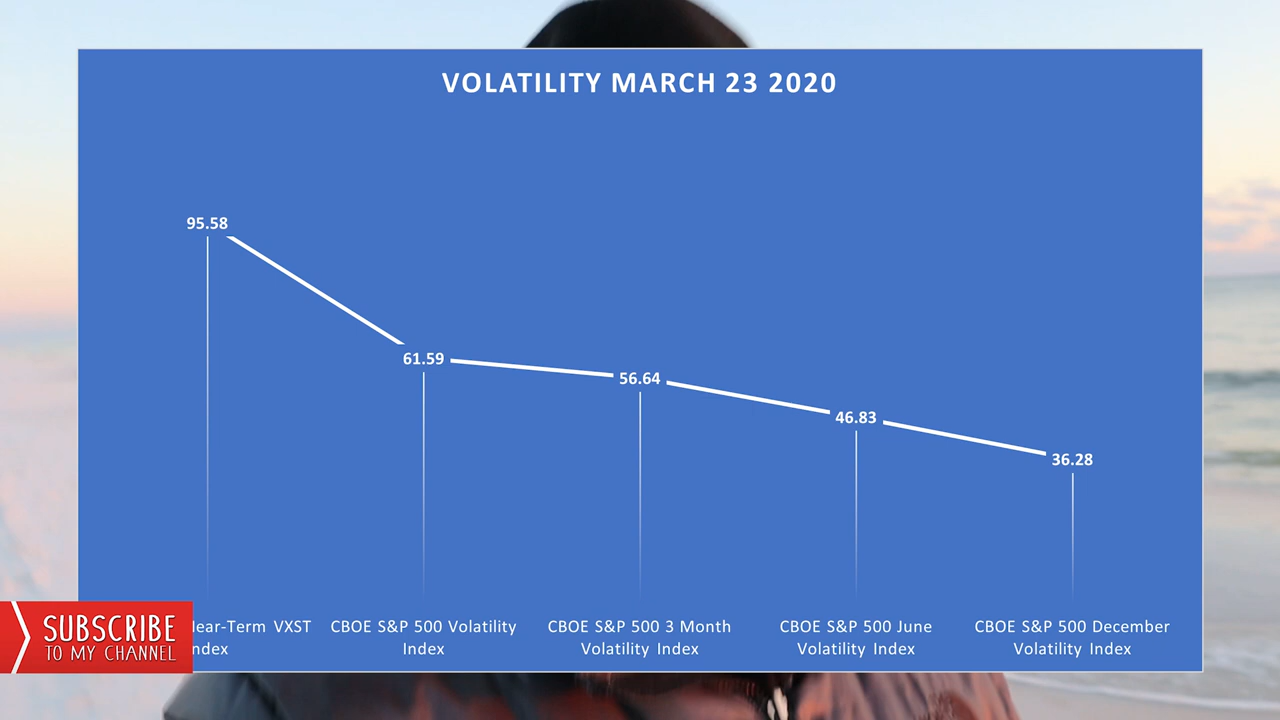 VOLATILITY MARCH 23 2020
95.58
61.59
56.64
46.83
36.28
Term VXST
CBOE S&P 500 Volatility
Index
CBOE S&P 500 3 Month
Volatility Index
CBOE S&P 500 June
Volatility Index
CBOE S&P 500 December
Volatility Index
SUBSCRIBE
TO MY CHANNEL